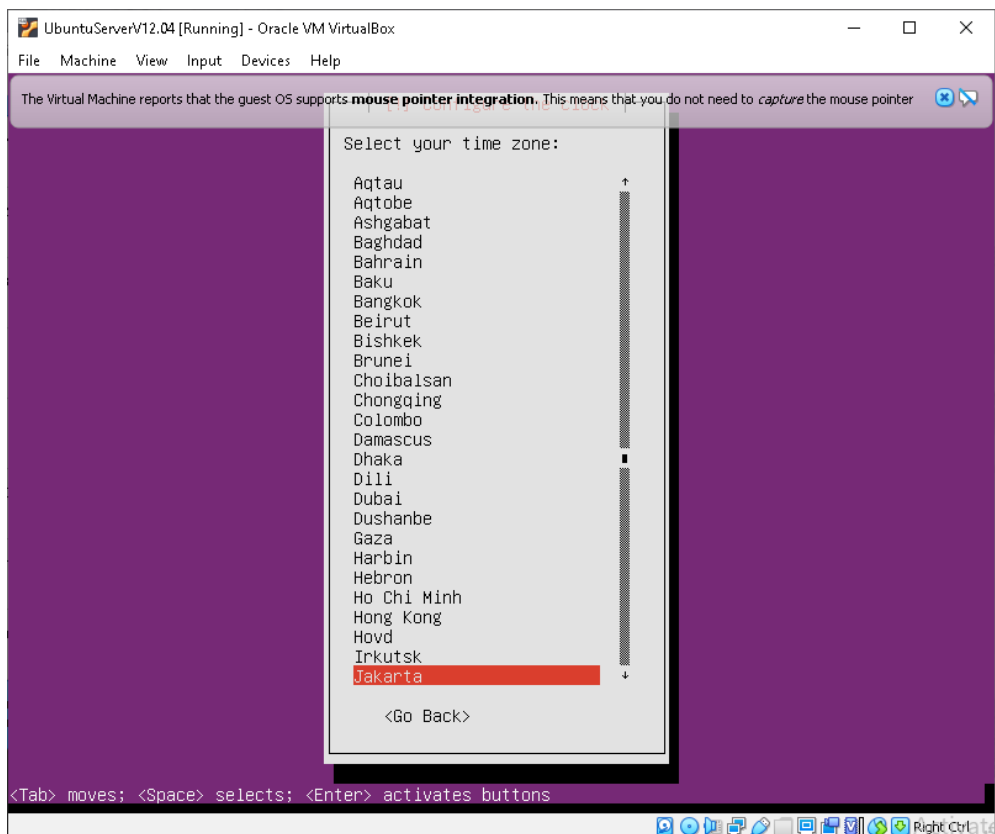 UbuntuServerV12.04 [Running] - Oracle VM VirtualBox
File Machine View Input Devices Help
The Virtual Machine reports that the guest OS supports mouse pointer integration. This means that you do not need to capture the mouse pointer
[!] Configure the clock
Select your time zone:
Aqtau
Aqtobe
Ashgabat
Baghdad
Bahrain
Baku
Bangkok
Beirut
Bishkek
Brunei
Choibalsan
Chongqing
Colombo
Damascus
Dhaka
Dili
Dubai
Dushanbe
Gaza
Harbin
Hebron
Ho Chi Minh
Hong Kong
Hovd
Irkutsk
Jakarta
<Go Back>
<Tab> moves; <Space> selects; <Enter> activates buttons
Right Ctrl